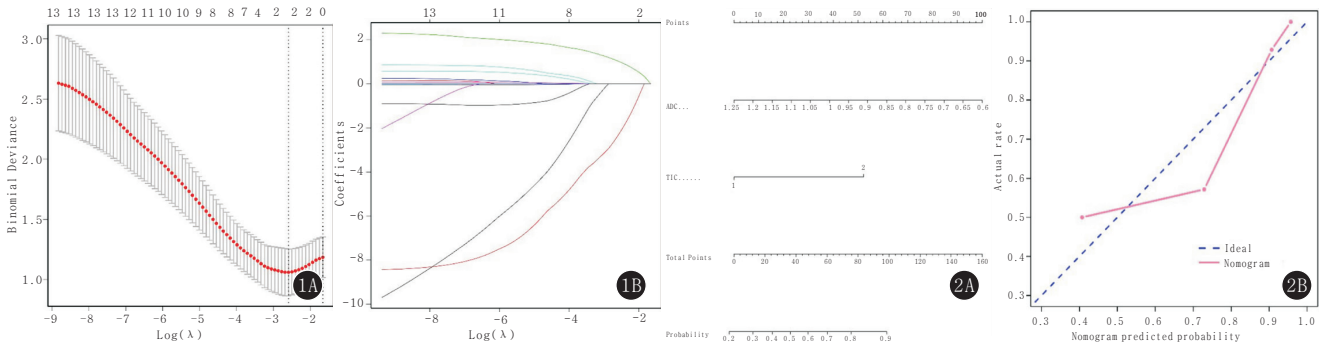 13 13 13 13 12 11 10 10 9 8 8 7 4 2 2 2 0
3.0
2.5
2.0
1.5
1.0
Binomial Deviance
-9 -8 -7 -6 -5 -4 -3 -2
Log(λ)
1A
13 11 8 2
2
0
-2
-4
-6
-8
-10
Coefficients
-8 -6 -4 -2
Log(λ)
1B
Points
0 10 20 30 40 50 60 70 80 90 100
ADC...
1.25 1.2 1.15 1.1 1.05 1 0.95 0.9 0.85 0.8 0.75 0.7 0.65 0.6
TIC......
2
1
Total Points
0 20 40 60 80 100 120 140 160
2A
Probability
0.2 0.3 0.4 0.5 0.6 0.7 0.8 0.9
1.0
0.9
0.8
0.7
0.6
0.5
0.4
0.3
Actual rate
Ideal
Nomogram
2B
0.3 0.4 0.5 0.6 0.7 0.8 0.9 1.0
Nomogram predicted probability